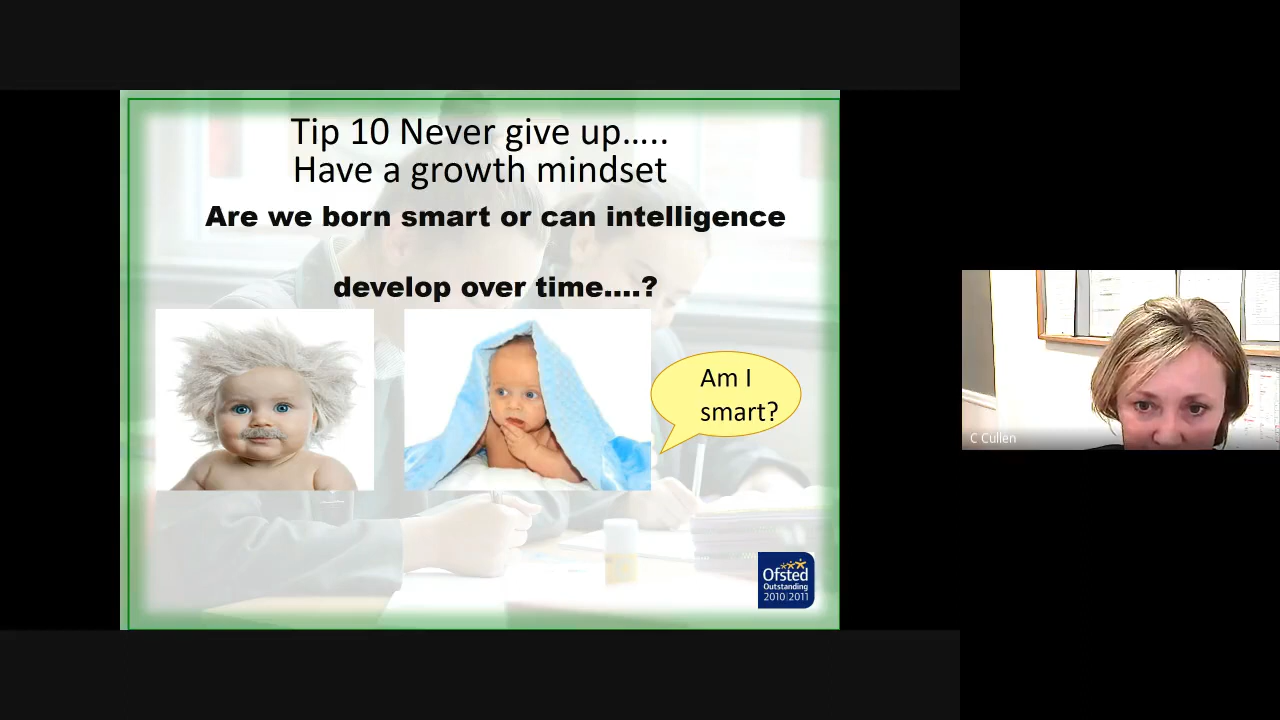 Tip 10 Never give up.....
Have a growth mindset
Are we born smart or can intelligence
develop over time....?
Am I
smart?
Ofsted
Outstanding
2010|2011
C Cullen